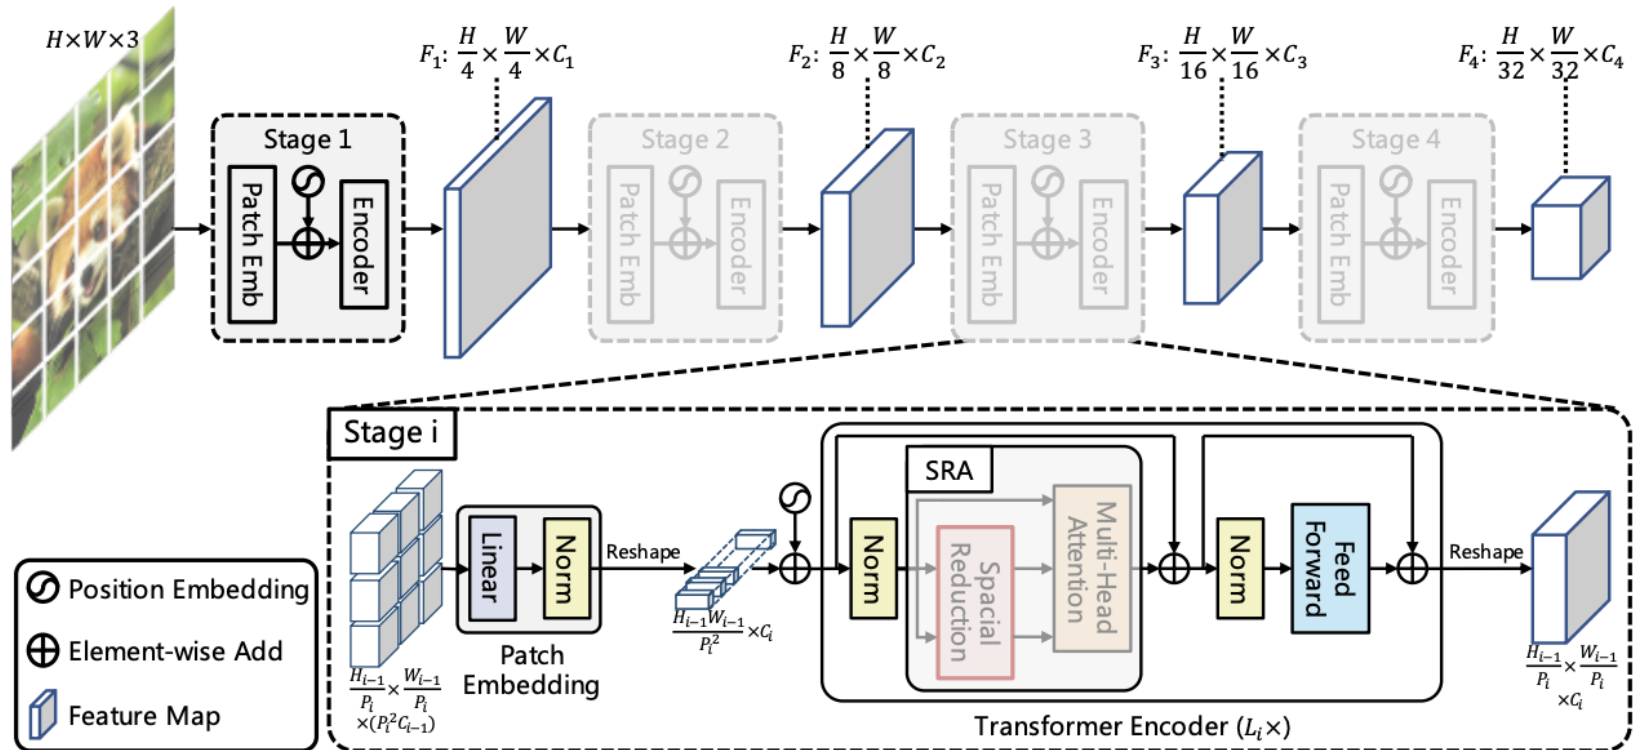 H×W×3
F₁: H/4 × W/4 ×C₁
F₂: H/8 × W/8 ×C₂
F₃: H/16 × W/16 ×C₃
F₄: H/32 × W/32 ×C₄
Stage 1
Patch Emb
Encoder
Stage 2
Patch Emb
Encoder
Stage 3
Patch Emb
Encoder
Stage 4
Patch Emb
Encoder
Stage i
Linear
Norm
Patch
Embedding
Reshape
Hᵢ₋₁/Pᵢ × Wᵢ₋₁/Pᵢ
×(Pᵢ²Cᵢ₋₁)
Hᵢ₋₁Wᵢ₋₁/Pᵢ² ×Cᵢ
Norm
SRA
Spacial
Reduction
Multi-Head
Attention
Norm
Feed
Forward
Reshape
Hᵢ₋₁/Pᵢ × Wᵢ₋₁/Pᵢ
×Cᵢ
Transformer Encoder (Lᵢ×)
Position Embedding
Element-wise Add
Feature Map